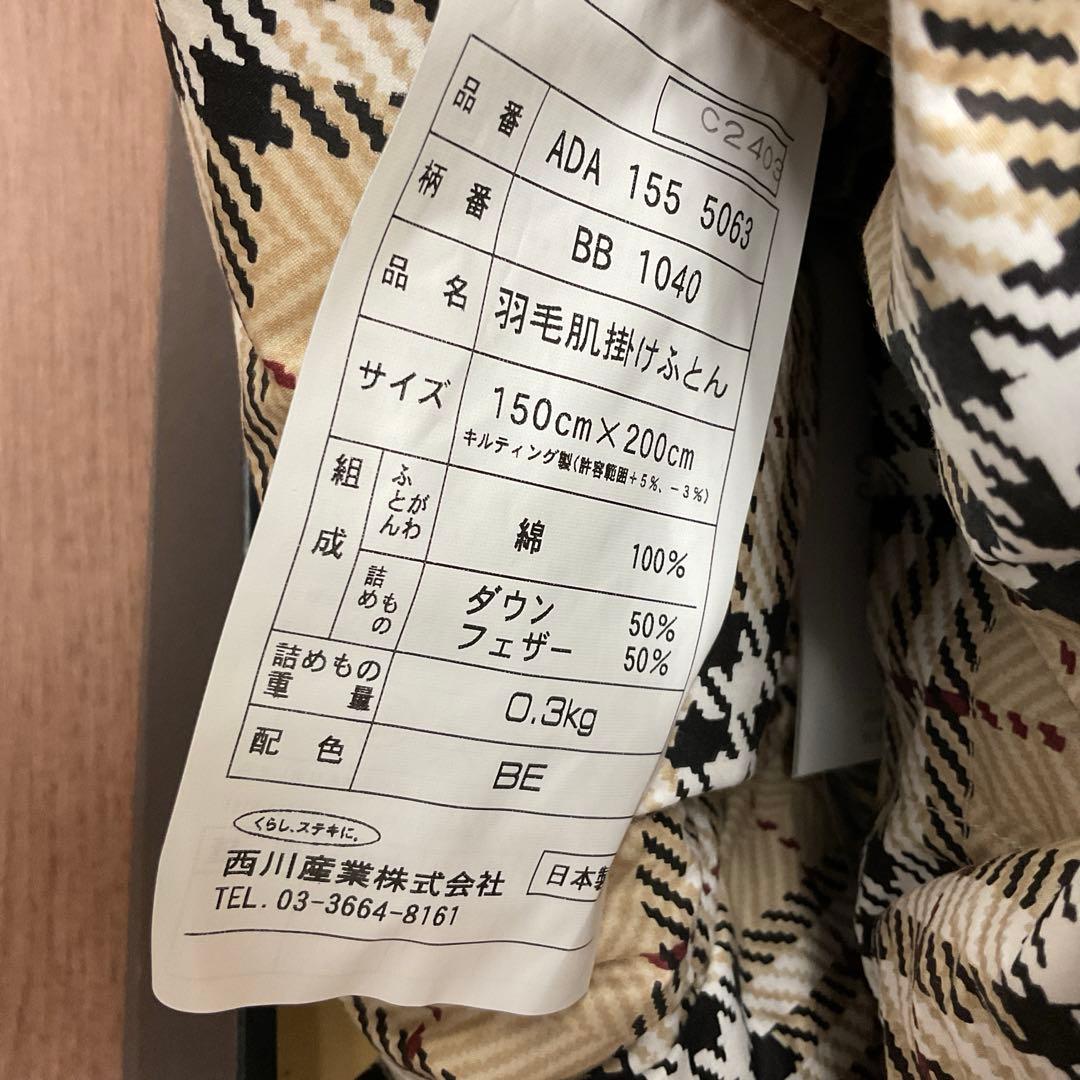 C2403
品番 ADA 155 5063
柄番 BB 1040
品名 羽毛肌掛けふとん
サイズ 150cm×200cm
キルティング製(許容範囲+5%、-3%)
組成 ふとんがわ 綿 100%
詰めもの ダウン 50%
フェザー 50%
詰めもの重量 0.3kg
配色 BE
くらし、ステキに。
西川産業株式会社 日本製
TEL. 03-3664-8161